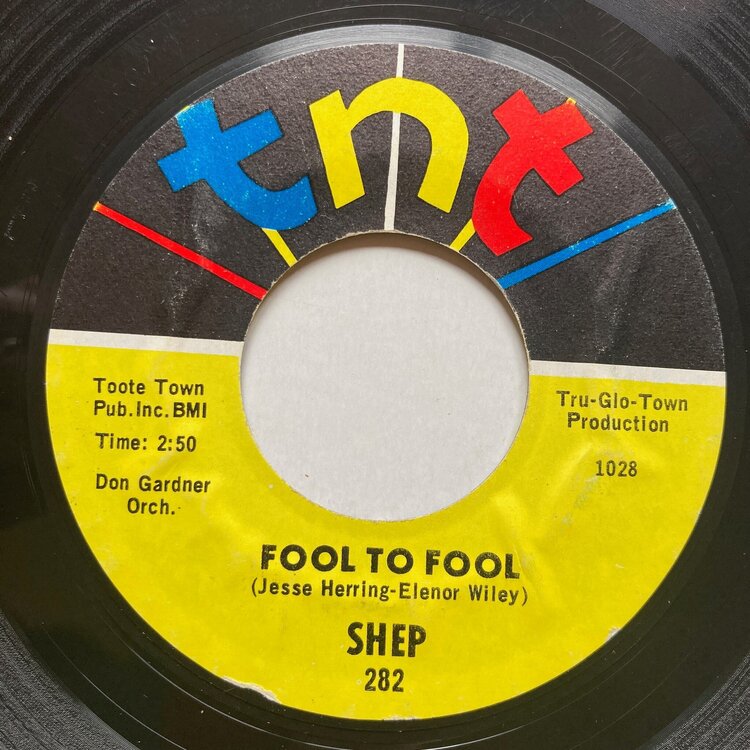 tnt
Toote Town
Pub.Inc.BMI
Time: 2:50
Don Gardner
Orch.
Tru-Glo-Town
Production
1028
FOOL TO FOOL
(Jesse Herring-Elenor Wiley)
SHEP
282